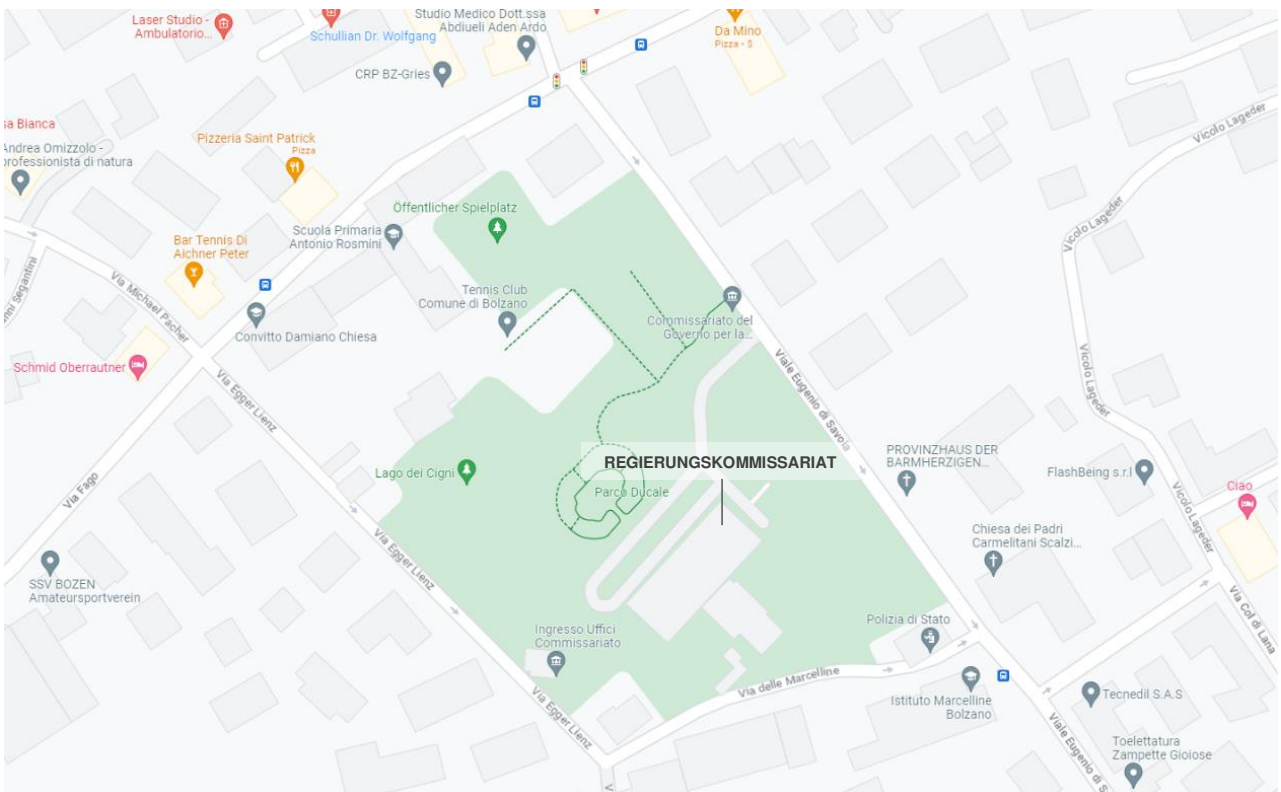 Laser Studio -
Ambulatorio...
Schullian Dr. Wolfgang
Studio Medico Dott.ssa
Abdiueli Aden Ardo
Da Mino
Pizza - S
CRP BZ-Gries
sa Bianca
Andrea Omizzolo -
professionista di natura
Pizzeria Saint Patrick
Pizza
Vicolo Lageder
Öffentlicher Spielplatz
Scuola Primaria
Antonio Rosmini
Bar Tennis Di
Aichner Peter
Vicolo Lageder
Segantini
Via Michael Pacher
Tennis Club
Comune di Bolzano
Commissariato del
Governo per la...
Convitto Damiano Chiesa
Schmid Oberrautner
Via Egger Lienz
Viale Eugenio di Savoia
Vicolo Lageder
REGIERUNGSKOMMISSARIAT
PROVINZHAUS DER
BARMHERZIGEN...
FlashBeing s.r.l
Ciao
Lago dei Cigni
Parco Ducale
Via Fago
Vicolo Lageder
Chiesa dei Padri
Carmelitani Scalzi...
Via Egger Lienz
SSV BOZEN
Amateursportverein
Via Col di Lana
Polizia di Stato
Ingresso Uffici
Commissariato
Via delle Marcelline
Istituto Marcelline
Bolzano
Tecnedil S.A.S
Via Egger Lienz
Viale Eugenio di S
Toelettatura
Zampette Gioiose
V